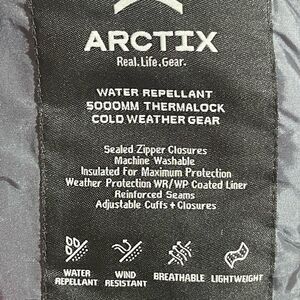 ARCTIX
Real.Life.Gear.
WATER REPELLANT
5000MM THERMALOCK
COLD WEATHER GEAR
Sealed Zipper Closures
Machine Washable
Insulated for Maximum Protection
Weather Protection WR/WP Coated Liner
Reinforced Seams
Adjustable Cuffs + Closures
WATER REPELLANT
WIND RESISTANT
BREATHABLE
LIGHTWEIGHT